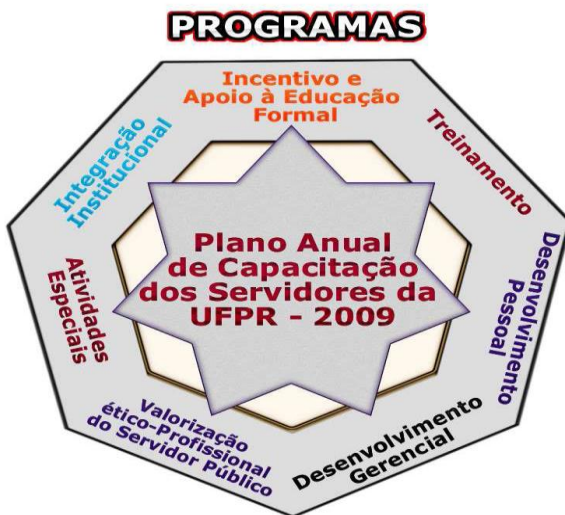 PROGRAMAS
Incentivo e
Apoio à Educação
Formal
Treinamento
Desenvolvimento
Pessoal
Desenvolvimento
Gerencial
Valorização
ético-Profissional
do Servidor Público
Atividades
Especiais
Integração
Institucional
Plano Anual
de Capacitação
dos Servidores da
UFPR - 2009